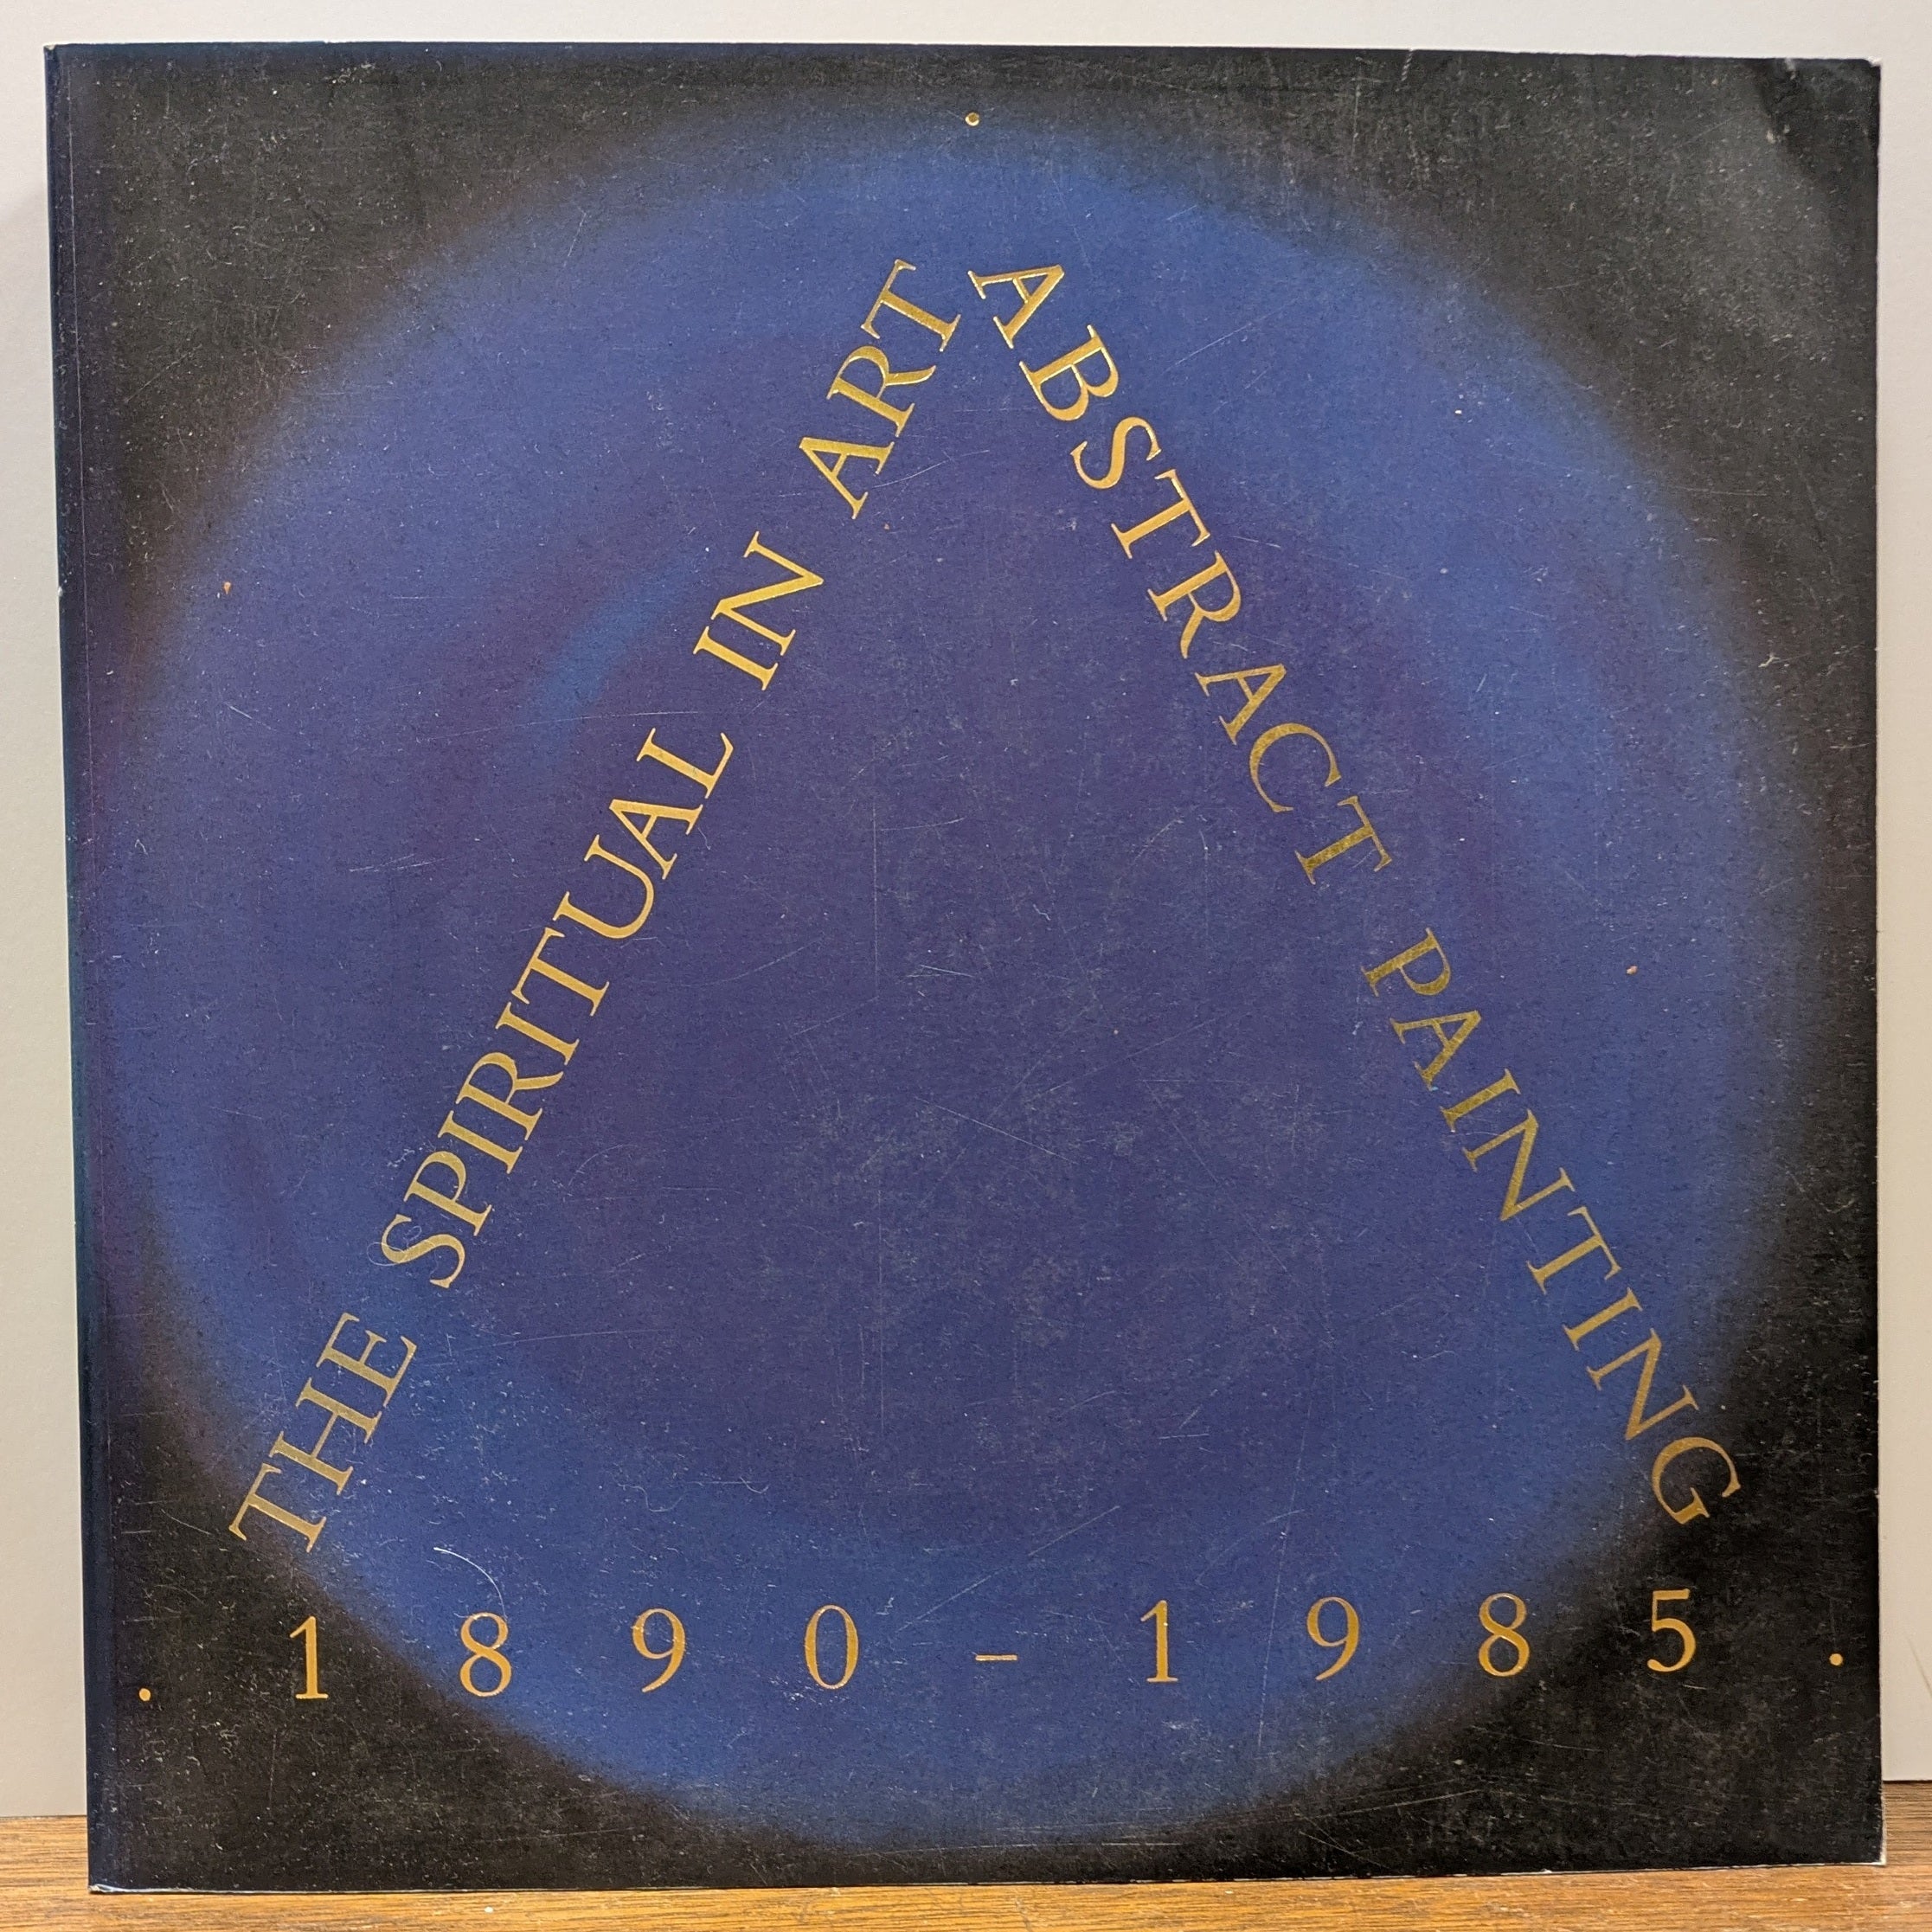 THE SPIRITUAL IN ART
ABSTRACT PAINTING
. 1890–1985 .